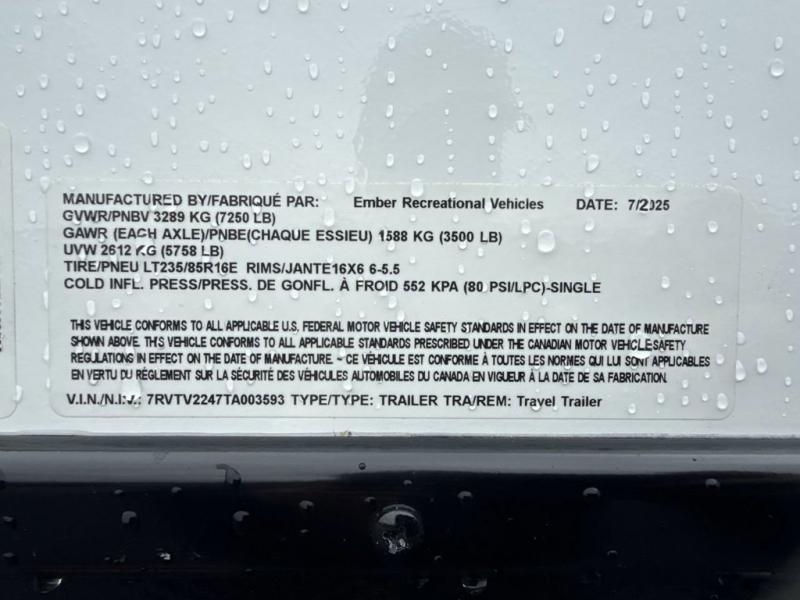 MANUFACTURED BY/FABRIQUÉ PAR: Ember Recreational Vehicles DATE: 7/2025
GVWR/PNBV 3289 KG (7250 LB)
GAWR (EACH AXLE)/PNBE(CHAQUE ESSIEU) 1588 KG (3500 LB)
UVW 2612 KG (5758 LB)
TIRE/PNEU LT235/85R16E RIMS/JANTE16X6 6-5.5
COLD INFL. PRESS/PRESS. DE GONFL. À FROID 552 KPA (80 PSI/LPC)-SINGLE
THIS VEHICLE CONFORMS TO ALL APPLICABLE U.S. FEDERAL MOTOR VEHICLE SAFETY STANDARDS IN EFFECT ON THE DATE OF MANUFACTURE
SHOWN ABOVE. THIS VEHICLE CONFORMS TO ALL APPLICABLE STANDARDS PRESCRIBED UNDER THE CANADIAN MOTOR VEHICLE SAFETY
REGULATIONS IN EFFECT ON THE DATE OF MANUFACTURE. – CE VÉHICULE EST CONFORME À TOUTES LES NORMES QUI LUI SONT APPLICABLES
EN VERTU DU RÉGLEMENT SUR LA SÉCURITÉ DES VÉHICULES AUTOMOBILES DU CANADA EN VIGUEUR À LA DATE DE SA FABRICATION.
V.I.N./N.I.V.: 7RVTV2247TA003593 TYPE/TYPE: TRAILER TRA/REM: Travel Trailer